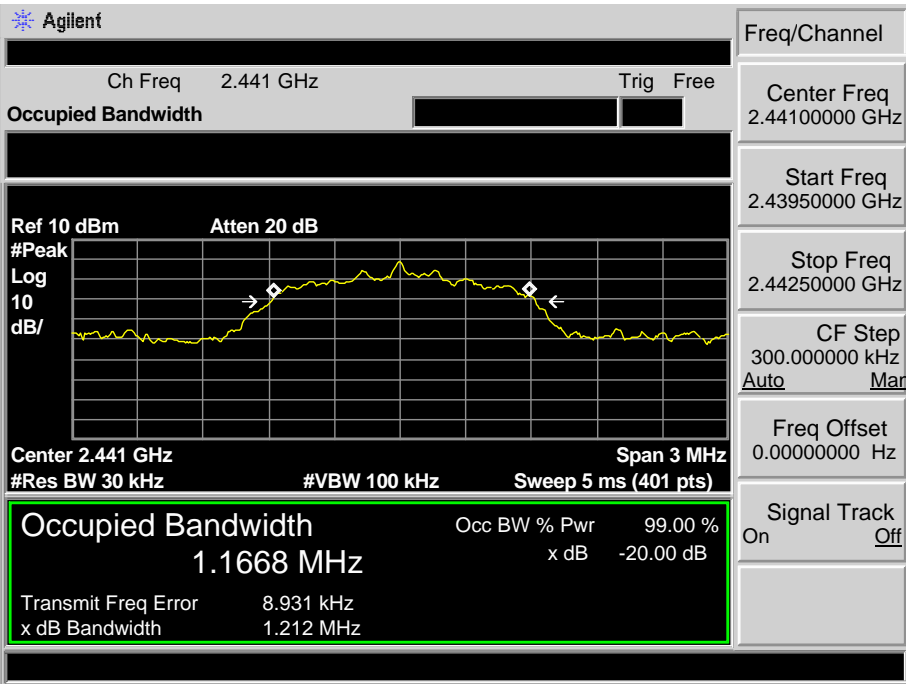 Agilent
Freq/Channel
Ch Freq 2.441 GHz Trig Free
Occupied Bandwidth
Center Freq
2.44100000 GHz
Start Freq
2.43950000 GHz
Stop Freq
2.44250000 GHz
CF Step
300.000000 kHz
Auto Man
Freq Offset
0.00000000 Hz
Signal Track
On Off
Ref 10 dBm Atten 20 dB
#Peak
Log
10
dB/
Center 2.441 GHz Span 3 MHz
#Res BW 30 kHz #VBW 100 kHz Sweep 5 ms (401 pts)
Occupied Bandwidth
1.1668 MHz
Occ BW % Pwr 99.00 %
x dB -20.00 dB
Transmit Freq Error 8.931 kHz
x dB Bandwidth 1.212 MHz